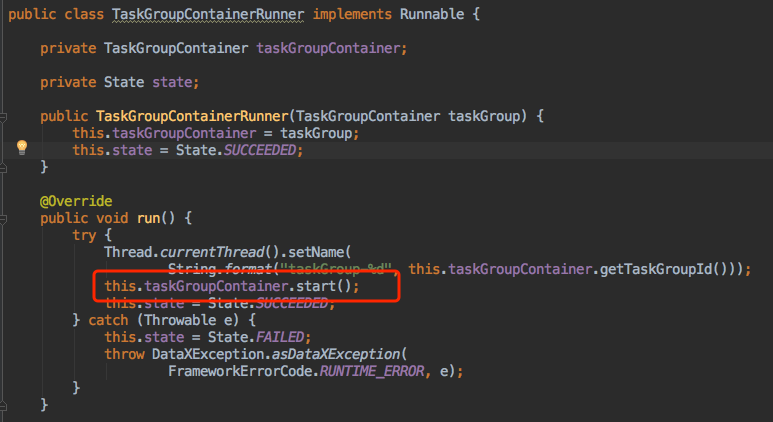 public class TaskGroupContainerRunner implements Runnable {
private TaskGroupContainer taskGroupContainer;
private State state;
public TaskGroupContainerRunner(TaskGroupContainer taskGroup) {
this.taskGroupContainer = taskGroup;
this.state = State.SUCCEEDED;
}
@Override
public void run() {
try {
Thread.currentThread().setName(
String.format("taskGroup-%d", this.taskGroupContainer.getTaskGroupId()));
this.taskGroupContainer.start();
this.state = State.SUCCEEDED;
} catch (Throwable e) {
this.state = State.FAILED;
throw DataXException.asDataXException(
FrameworkErrorCode.RUNTIME_ERROR, e);
}
}